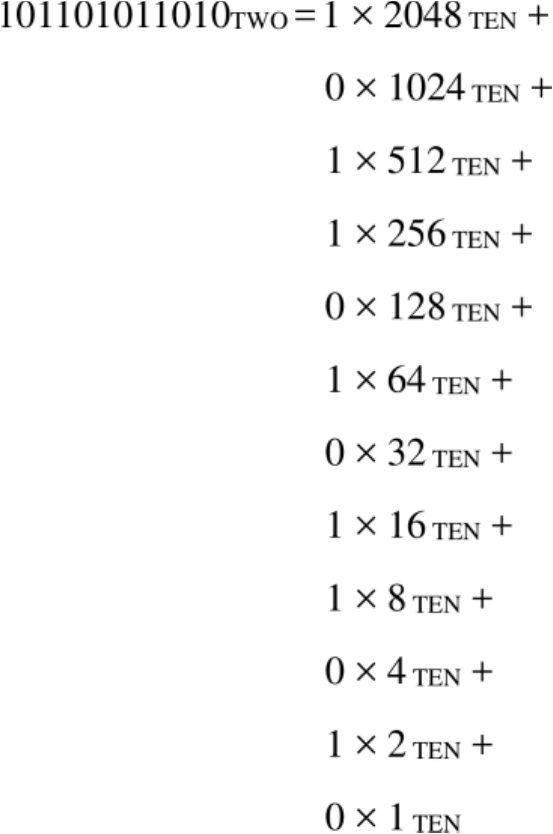 101101011010TWO = 1 × 2048 TEN +
0 × 1024 TEN +
1 × 512 TEN +
1 × 256 TEN +
0 × 128 TEN +
1 × 64 TEN +
0 × 32 TEN +
1 × 16 TEN +
1 × 8 TEN +
0 × 4 TEN +
1 × 2 TEN +
0 × 1 TEN